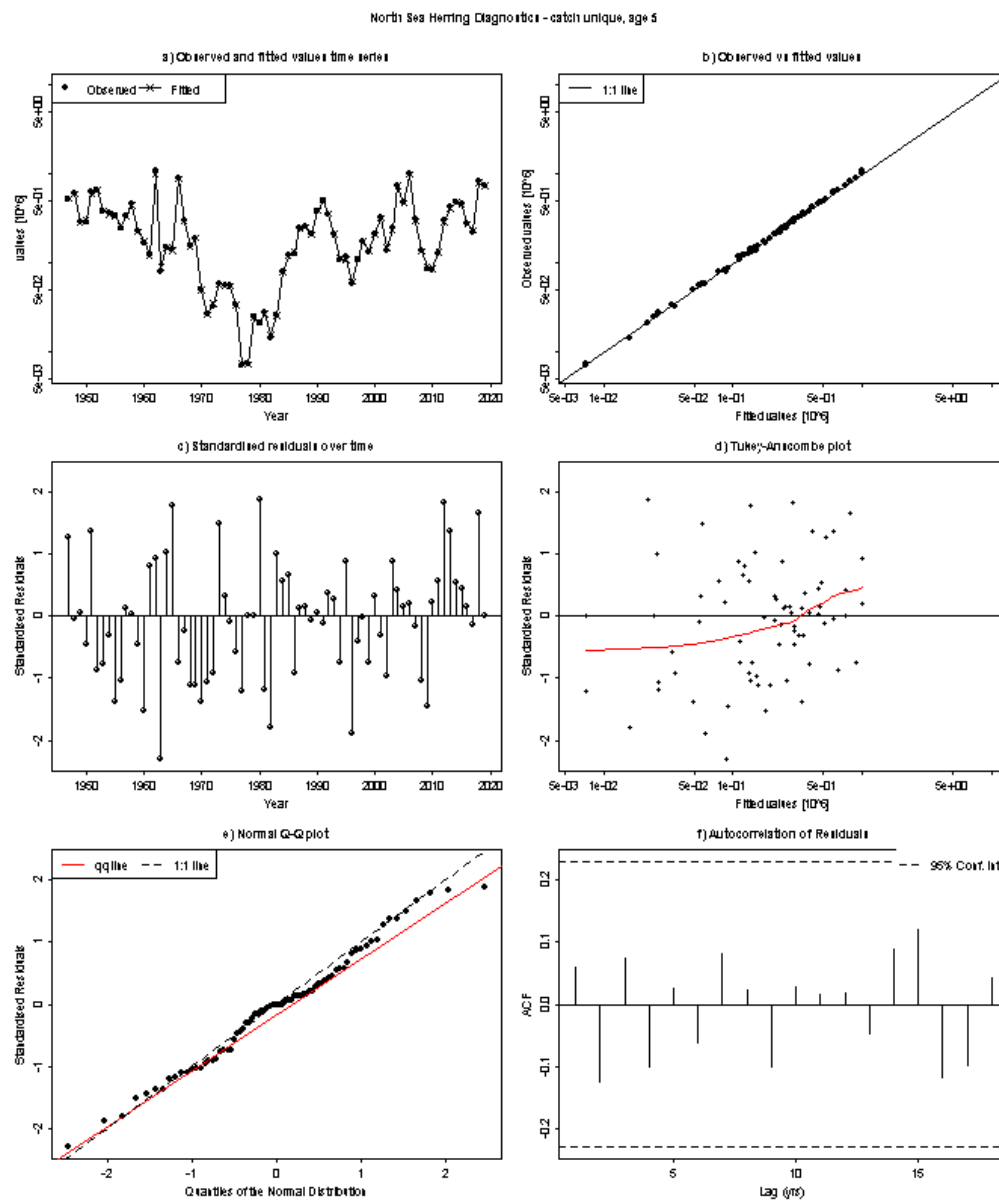 North Sea Herring Diagnostics - catch unique, age 5
a) Observed and fitted values time series
Observed Fitted
values [10^6]
5e-03 5e-02 5e-01 5e+00
1950 1960 1970 1980 1990 2000 2010 2020
Year
b) Observed vs fitted values
1:1 line
Observed values [10^6]
5e-03 5e-02 5e-01 5e+00
5e-03 1e-02 5e-02 1e-01 5e-01 5e+00
Fitted values [10^6]
c) Standardised residuals over time
Standardised Residuals
-2 -1 0 1 2
1950 1960 1970 1980 1990 2000 2010 2020
Year
d) Tukey-Anscombe plot
Standardised Residuals
-2 -1 0 1 2
5e-03 1e-02 5e-02 1e-01 5e-01 5e+00
Fitted values [10^6]
e) Normal Q-Q plot
qq line 1:1 line
Standardised Residuals
-2 -1 0 1 2
-2 -1 0 1 2
Quantiles of the Normal Distribution
f) Autocorrelation of Residuals
95% Conf. Int
ACF
-0.2 -0.1 0.0 0.1 0.2
5 10 15
Lag (yrs)